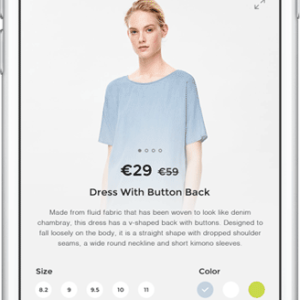 €29 €59
Dress With Button Back
Made from fluid fabric that has been woven to look like denim
chambray, this dress has a v-shaped back with buttons. Designed to
fall loosely on the body, it is a straight shape with dropped shoulder
seams, a wide round neckline and short kimono sleeves.
Size Color
8.2 9 9.5 10 11